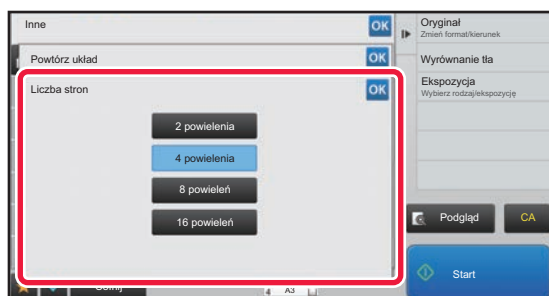 Inne
OK
Powtórz układ
OK
Liczba stron
OK
2 powielenia
4 powielenia
8 powieleń
16 powieleń
Oryginał
Zmień format/kierunek
Wyrównanie tła
Ekspozycja
Wybierz rodzaj/ekspozycję
Podgląd
CA
Start
4 A3